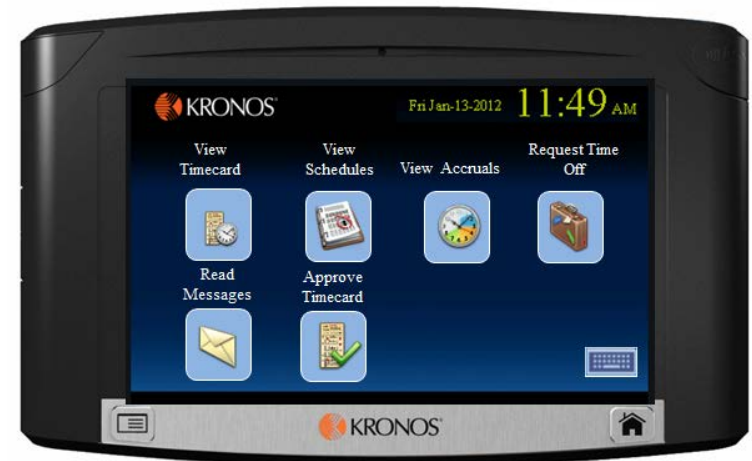 KRONOS
Fri Jan-13-2012 11:49 AM
View
Timecard
View
Schedules
View Accruals
Request Time
Off
Read
Messages
Approve
Timecard
KRONOS